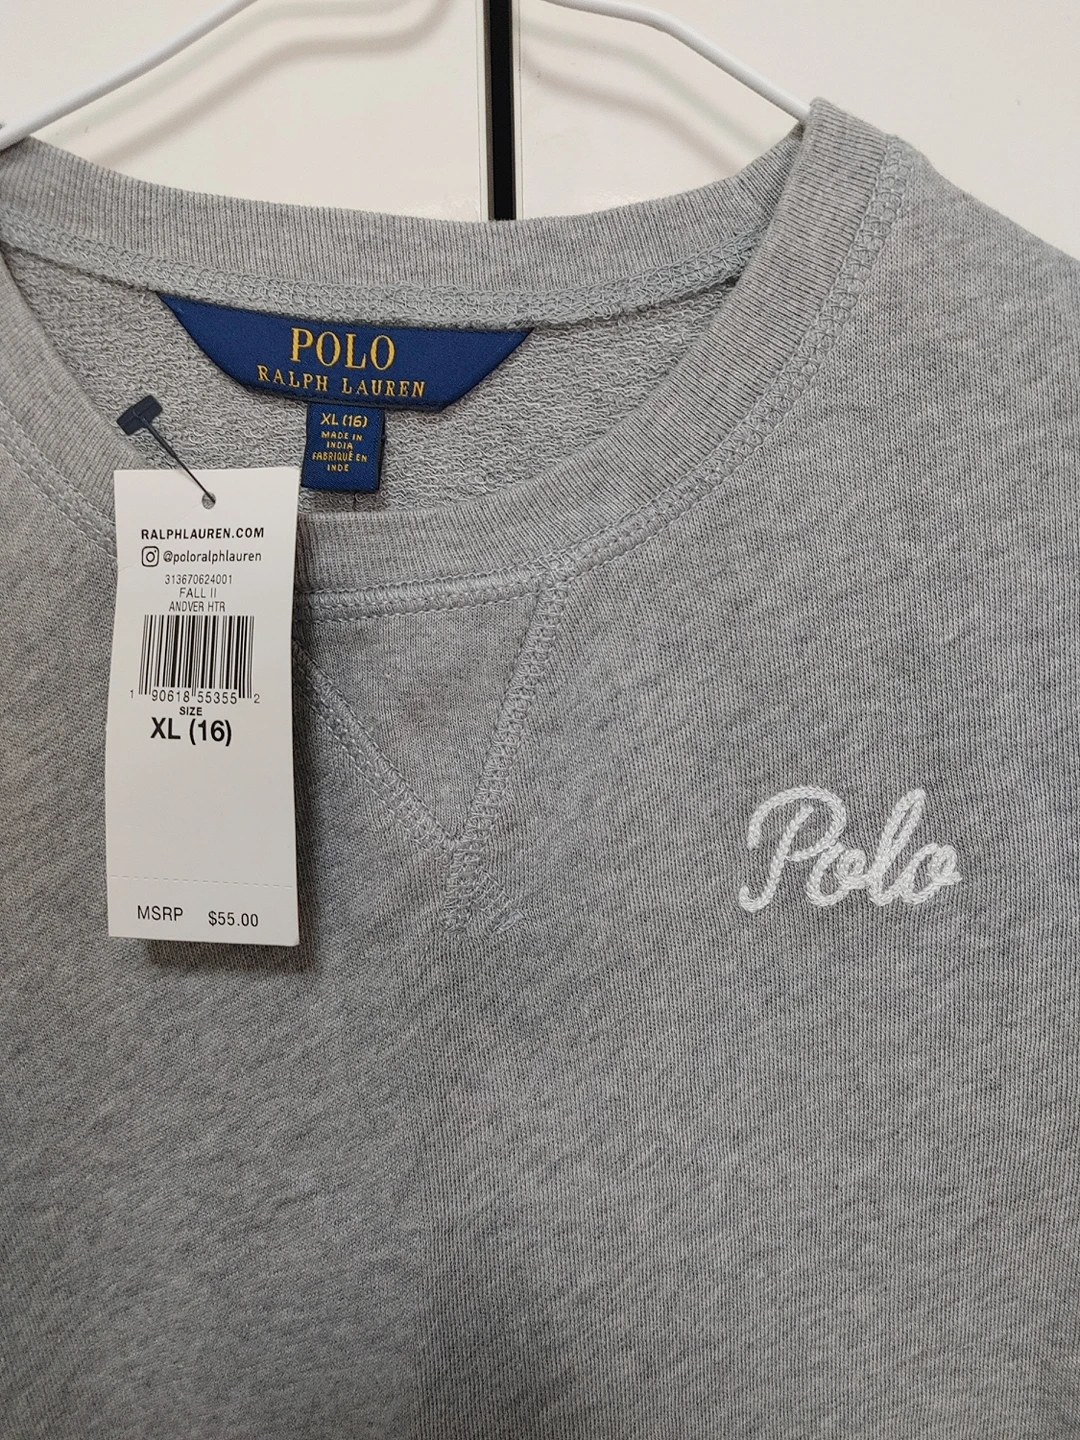 POLO
RALPH LAUREN
XL (16)
MADE IN
INDIA
FABRIQUÉ EN
INDE
RALPHLAUREN.COM
@poloralphlauren
313670624001
FALL II
ANDVER HTR
1 90618 55355 2
SIZE
XL (16)
MSRP $55.00
Polo